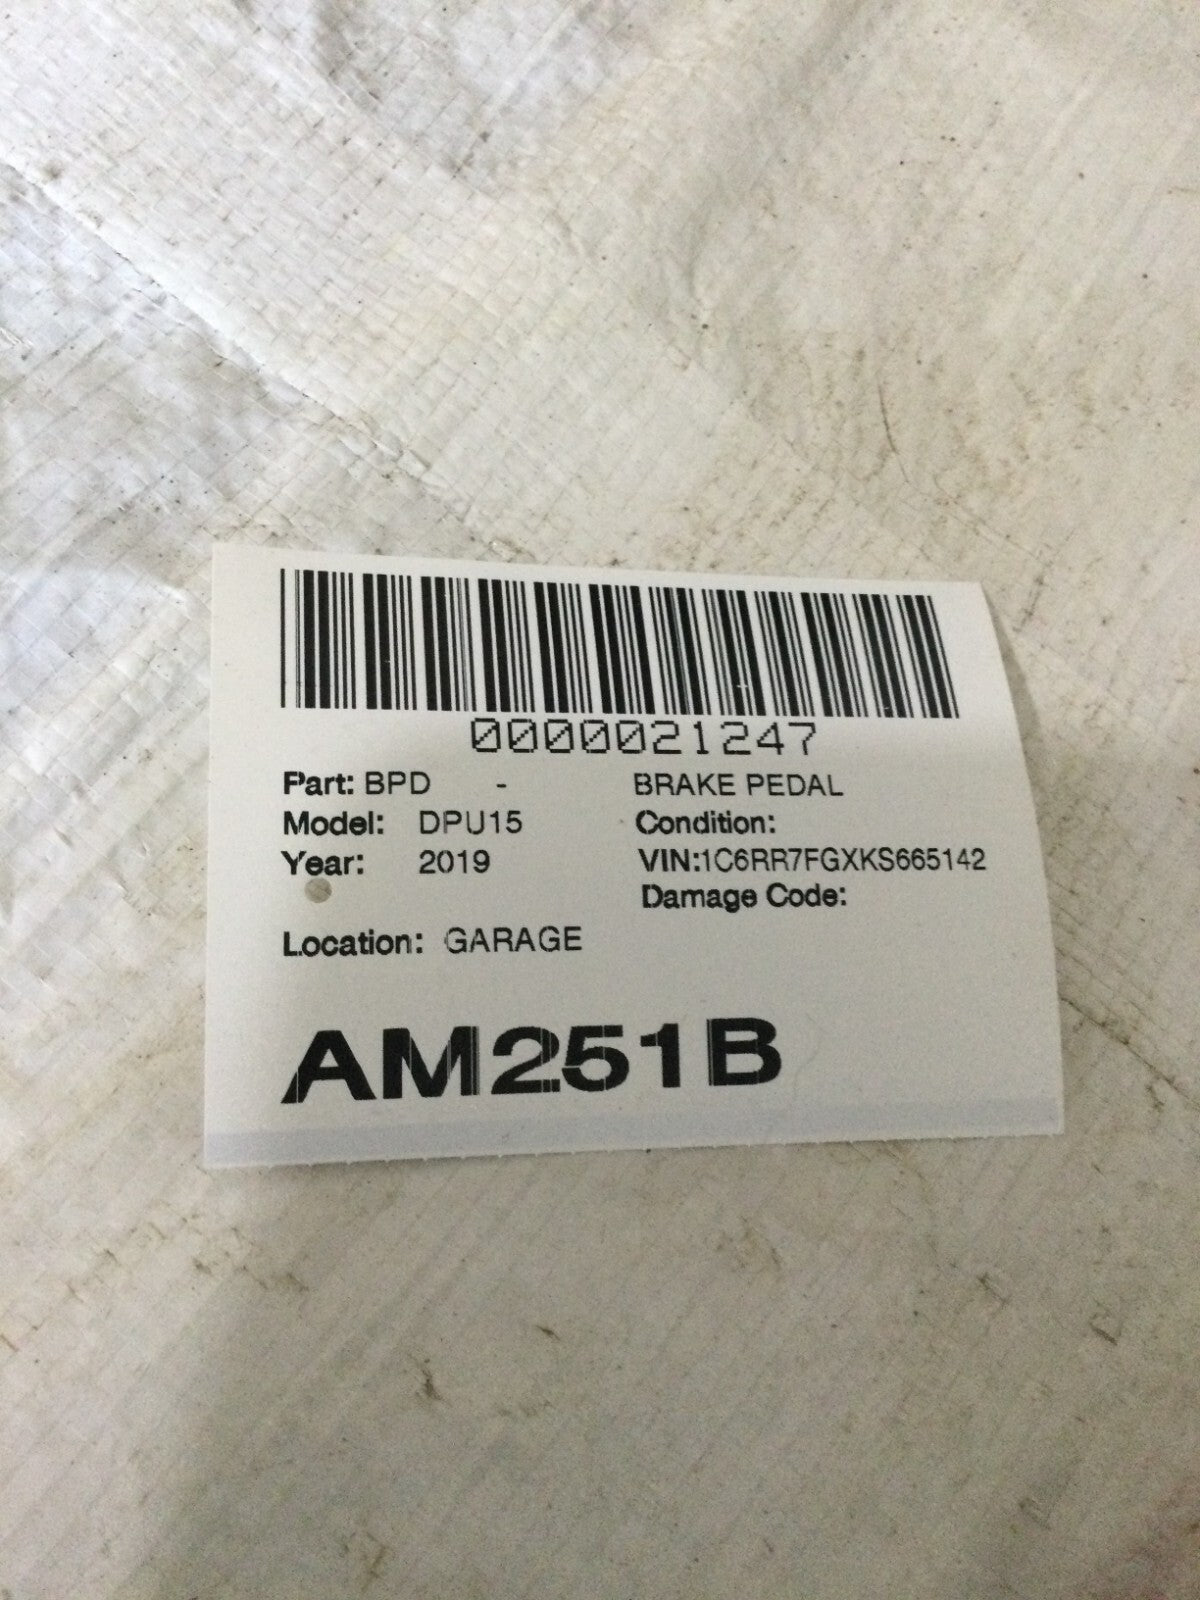 0000021247
Part: BPD - BRAKE PEDAL
Model: DPU15 Condition:
Year: 2019 VIN:1C6RR7FGXKS665142
Damage Code:
Location: GARAGE
AM251B